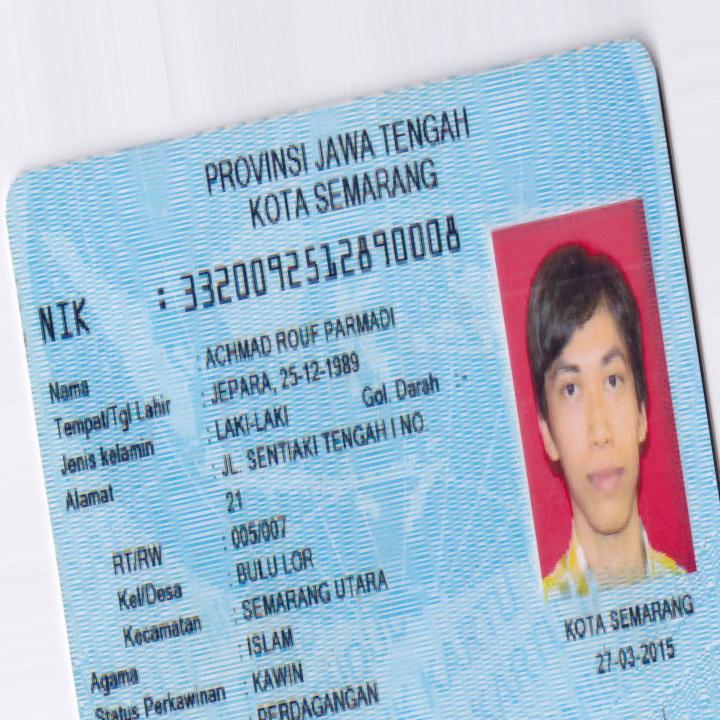 PROVINSI JAWA TENGAH
KOTA SEMARANG
NIK : 3320092512890008
Nama : ACHMAD ROUF PARMADI
Tempat/Tgl Lahir : JEPARA, 25-12-1989
Jenis kelamin : LAKI-LAKI Gol. Darah :-
Alamat : JL. SENTIAKI TENGAH I NO
21
RT/RW : 005/007
Kel/Desa : BULU LOR
Kecamatan : SEMARANG UTARA
Agama : ISLAM
Status Perkawinan : KAWIN
: PERDAGANGAN
KOTA SEMARANG
27-03-2015